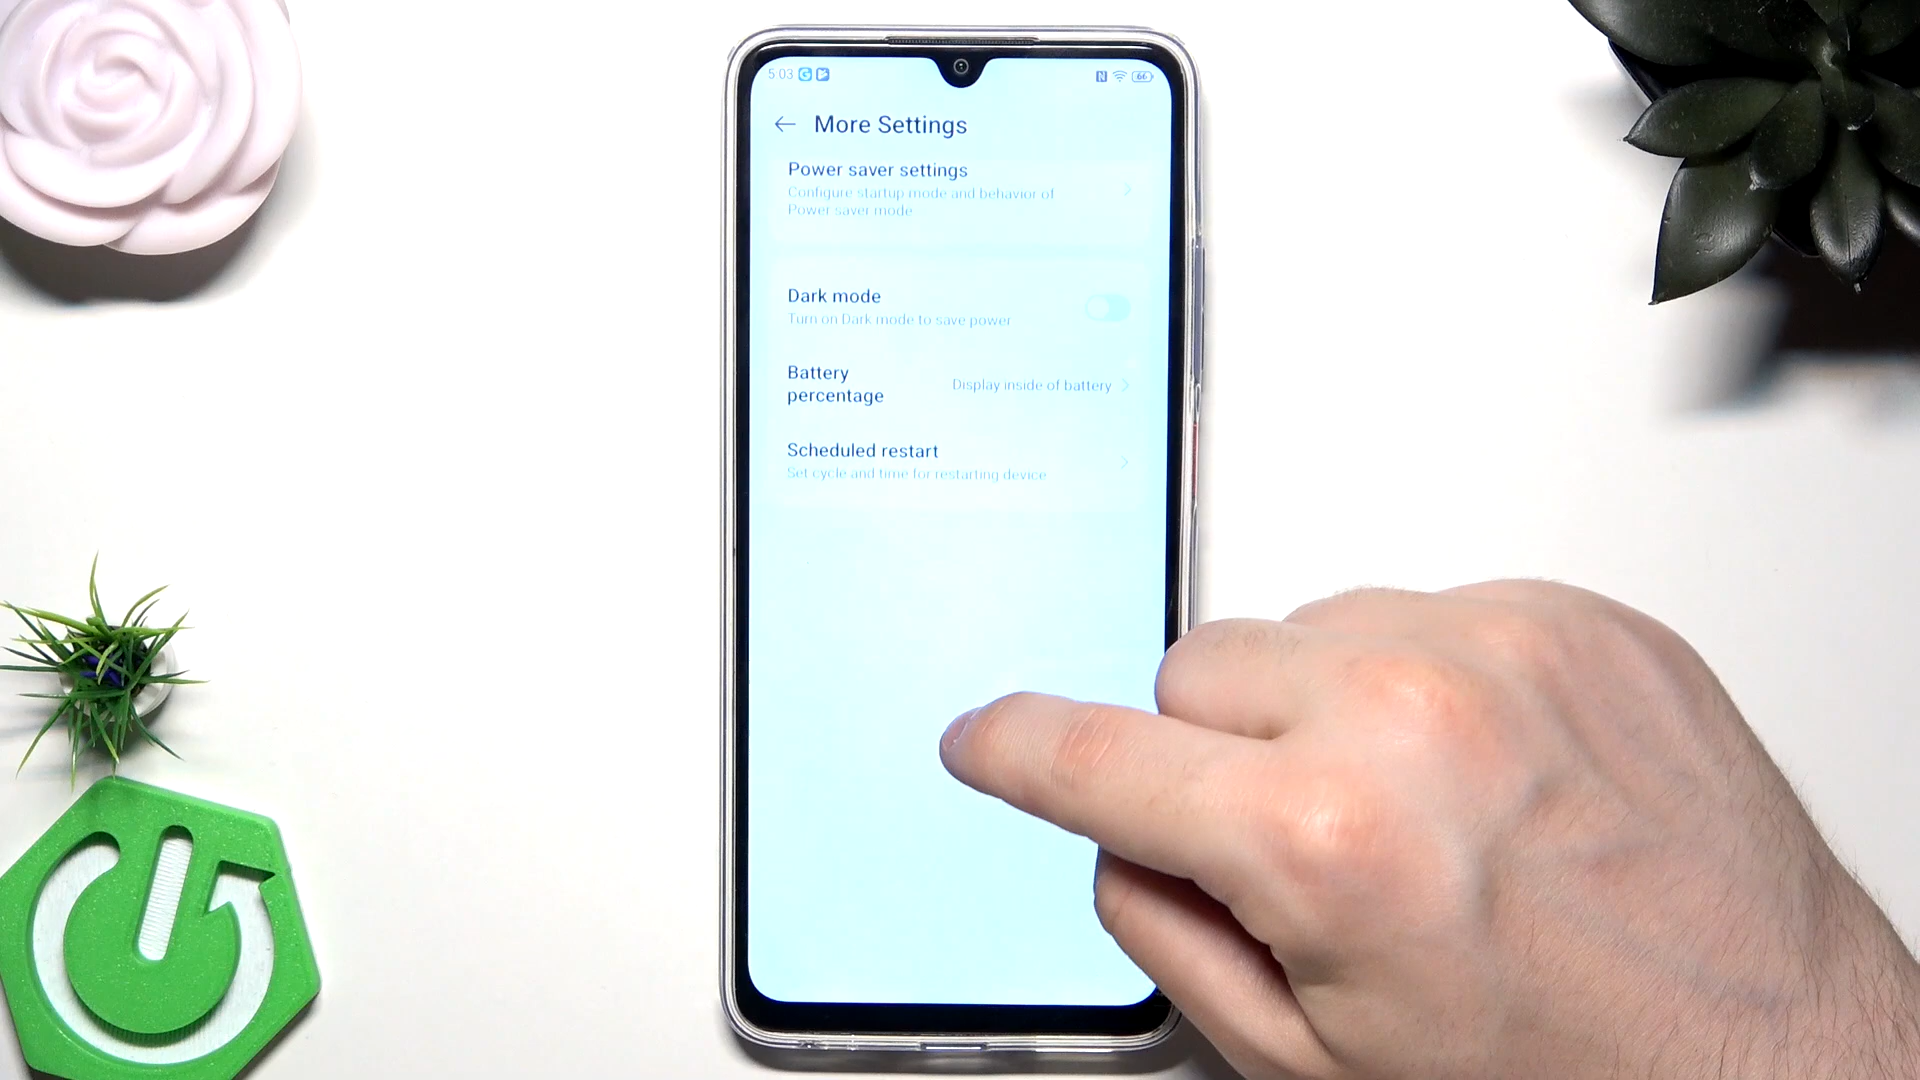 5:03
66
More Settings
Power saver settings
Configure startup mode and behavior of
Power saver mode
Dark mode
Turn on Dark mode to save power
Battery
percentage
Display inside of battery
Scheduled restart
Set cycle and time for restarting device